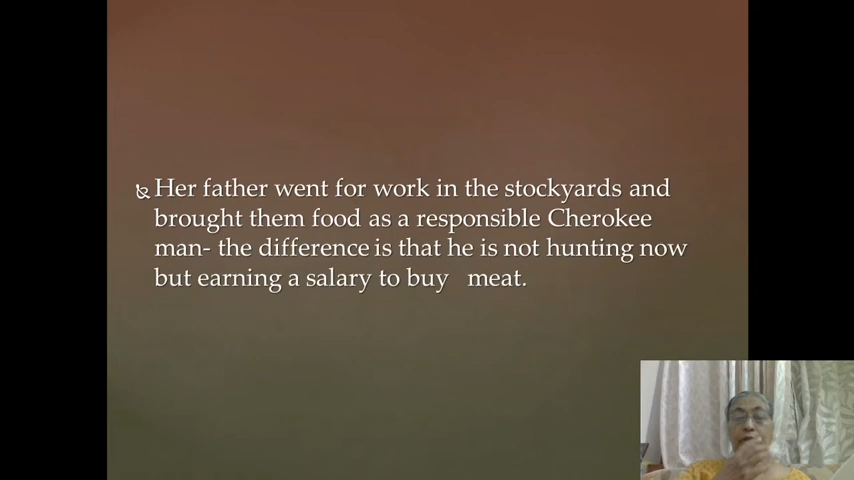 Her father went for work in the stockyards and
brought them food as a responsible Cherokee
man- the difference is that he is not hunting now
but earning a salary to buy meat.